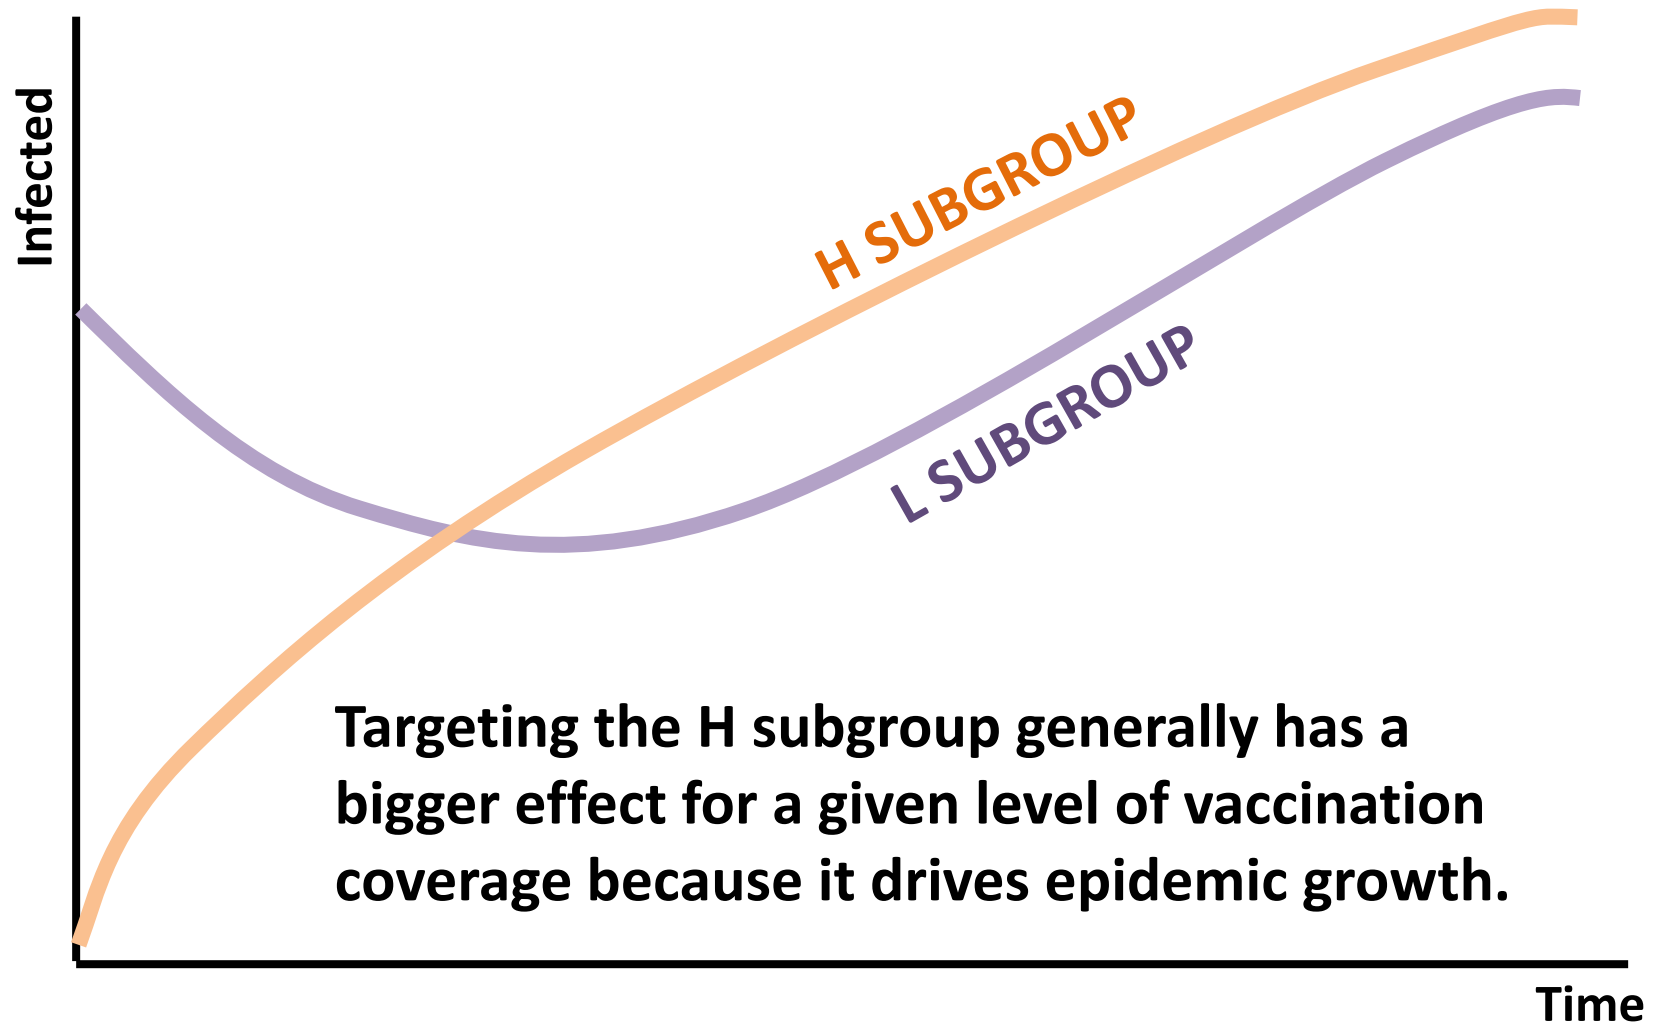 Infected
H SUBGROUP
L SUBGROUP
Targeting the H subgroup generally has a
bigger effect for a given level of vaccination
coverage because it drives epidemic growth.
Time